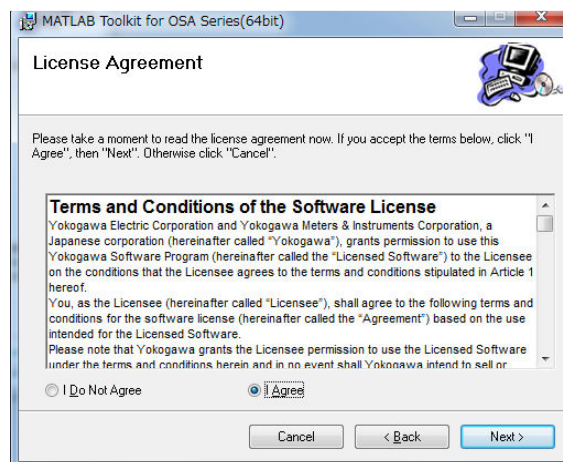 MATLAB Toolkit for OSA Series(64bit)
License Agreement
Please take a moment to read the license agreement now. If you accept the terms below, click "I
Agree", then "Next". Otherwise click "Cancel".
Terms and Conditions of the Software License
Yokogawa Electric Corporation and Yokogawa Meters & Instruments Corporation, a
Japanese corporation (hereinafter called "Yokogawa"), grants permission to use this
Yokogawa Software Program (hereinafter called the "Licensed Software") to the Licensee
on the conditions that the Licensee agrees to the terms and conditions stipulated in Article 1
hereof.
You, as the Licensee (hereinafter called "Licensee"), shall agree to the following terms and
conditions for the software license (hereinafter called the "Agreement") based on the use
intended for the Licensed Software.
Please note that Yokogawa grants the Licensee permission to use the Licensed Software
under the terms and conditions herein and in no event shall Yokogawa intend to sell or
I Do Not Agree
I Agree
Cancel
< Back
Next >